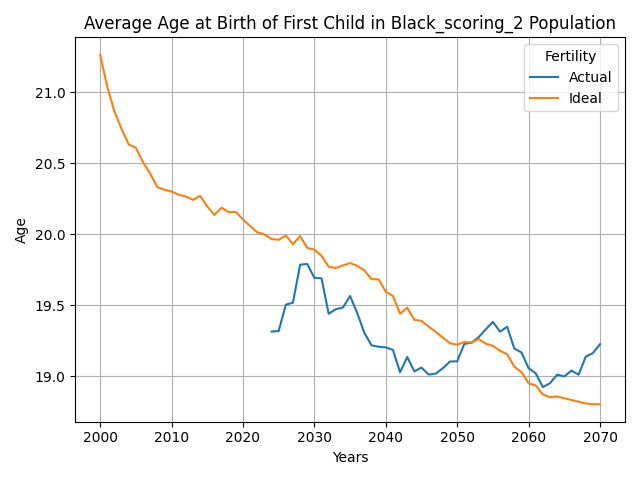 Average Age at Birth of First Child in Black_scoring_2 Population
Fertility
Actual
Ideal
Age
21.0
20.5
20.0
19.5
19.0
2000 2010 2020 2030 2040 2050 2060 2070
Years